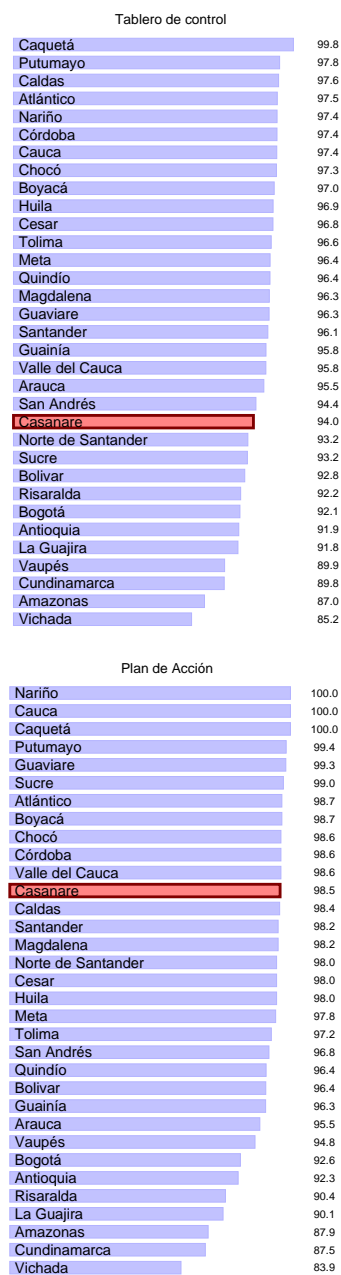 Tablero de control
Caquetá 99.8
Putumayo 97.8
Caldas 97.6
Atlántico 97.5
Nariño 97.4
Córdoba 97.4
Cauca 97.4
Chocó 97.3
Boyacá 97.0
Huila 96.9
Cesar 96.8
Tolima 96.6
Meta 96.4
Quindío 96.4
Magdalena 96.3
Guaviare 96.3
Santander 96.1
Guainía 95.8
Valle del Cauca 95.8
Arauca 95.5
San Andrés 94.4
Casanare 94.0
Norte de Santander 93.2
Sucre 93.2
Bolivar 92.8
Risaralda 92.2
Bogotá 92.1
Antioquia 91.9
La Guajira 91.8
Vaupés 89.9
Cundinamarca 89.8
Amazonas 87.0
Vichada 85.2
Plan de Acción
Nariño 100.0
Cauca 100.0
Caquetá 100.0
Putumayo 99.4
Guaviare 99.3
Sucre 99.0
Atlántico 98.7
Boyacá 98.7
Chocó 98.6
Córdoba 98.6
Valle del Cauca 98.6
Casanare 98.5
Caldas 98.4
Santander 98.2
Magdalena 98.2
Norte de Santander 98.0
Cesar 98.0
Huila 98.0
Meta 97.8
Tolima 97.2
San Andrés 96.8
Quindío 96.4
Bolivar 96.4
Guainía 96.3
Arauca 95.5
Vaupés 94.8
Bogotá 92.6
Antioquia 92.3
Risaralda 90.4
La Guajira 90.1
Amazonas 87.9
Cundinamarca 87.5
Vichada 83.9